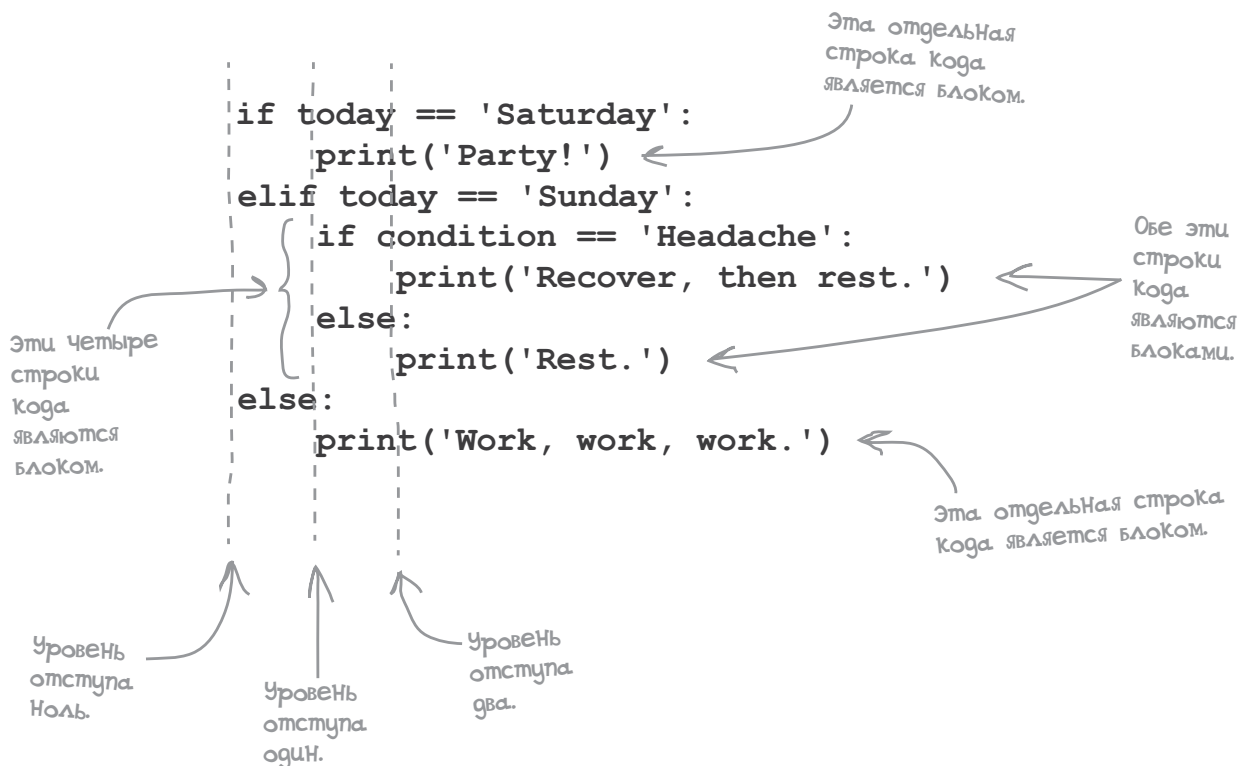 Эта отдельная
строка кода
является блоком.
if today == 'Saturday':
    print('Party!')
elif today == 'Sunday':
    if condition == 'Headache':
        print('Recover, then rest.')
    else:
        print('Rest.')
else:
    print('Work, work, work.')
Обе эти
строки
кода
являются
блоками.
Эти четыре
строки
кода
являются
блоком.
Эта отдельная строка
кода является блоком.
Уровень
отступа
ноль.
Уровень
отступа
один.
Уровень
отступа
два.